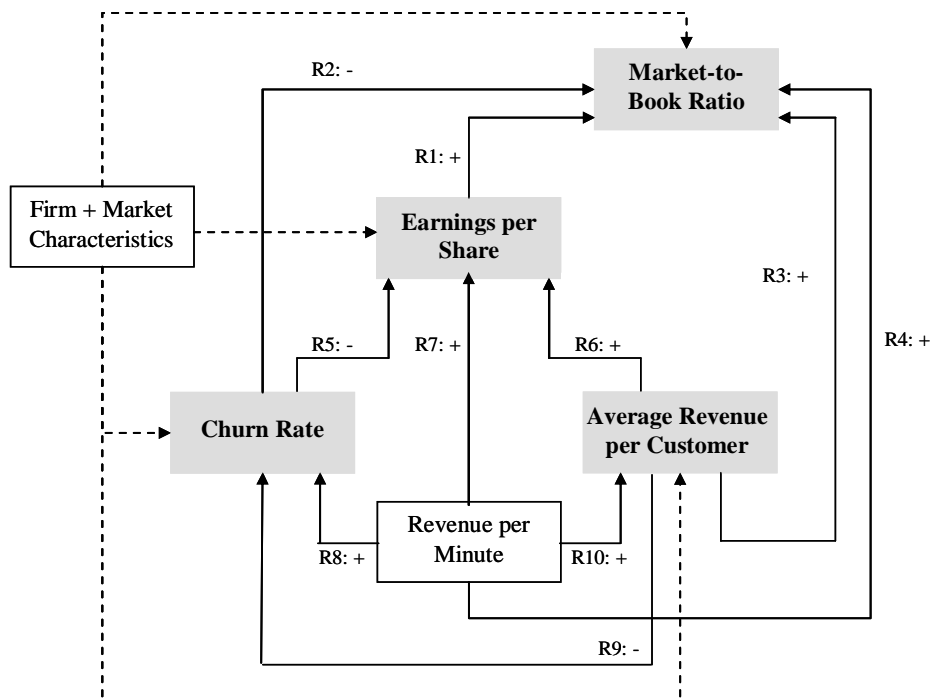 R2: -
Market-to-
Book Ratio
R1: +
Firm + Market
Characteristics
Earnings per
Share
R3: +
R5: -
R7: +
R6: +
R4: +
Churn Rate
Average Revenue
per Customer
Revenue per
Minute
R8: +
R10: +
R9: -